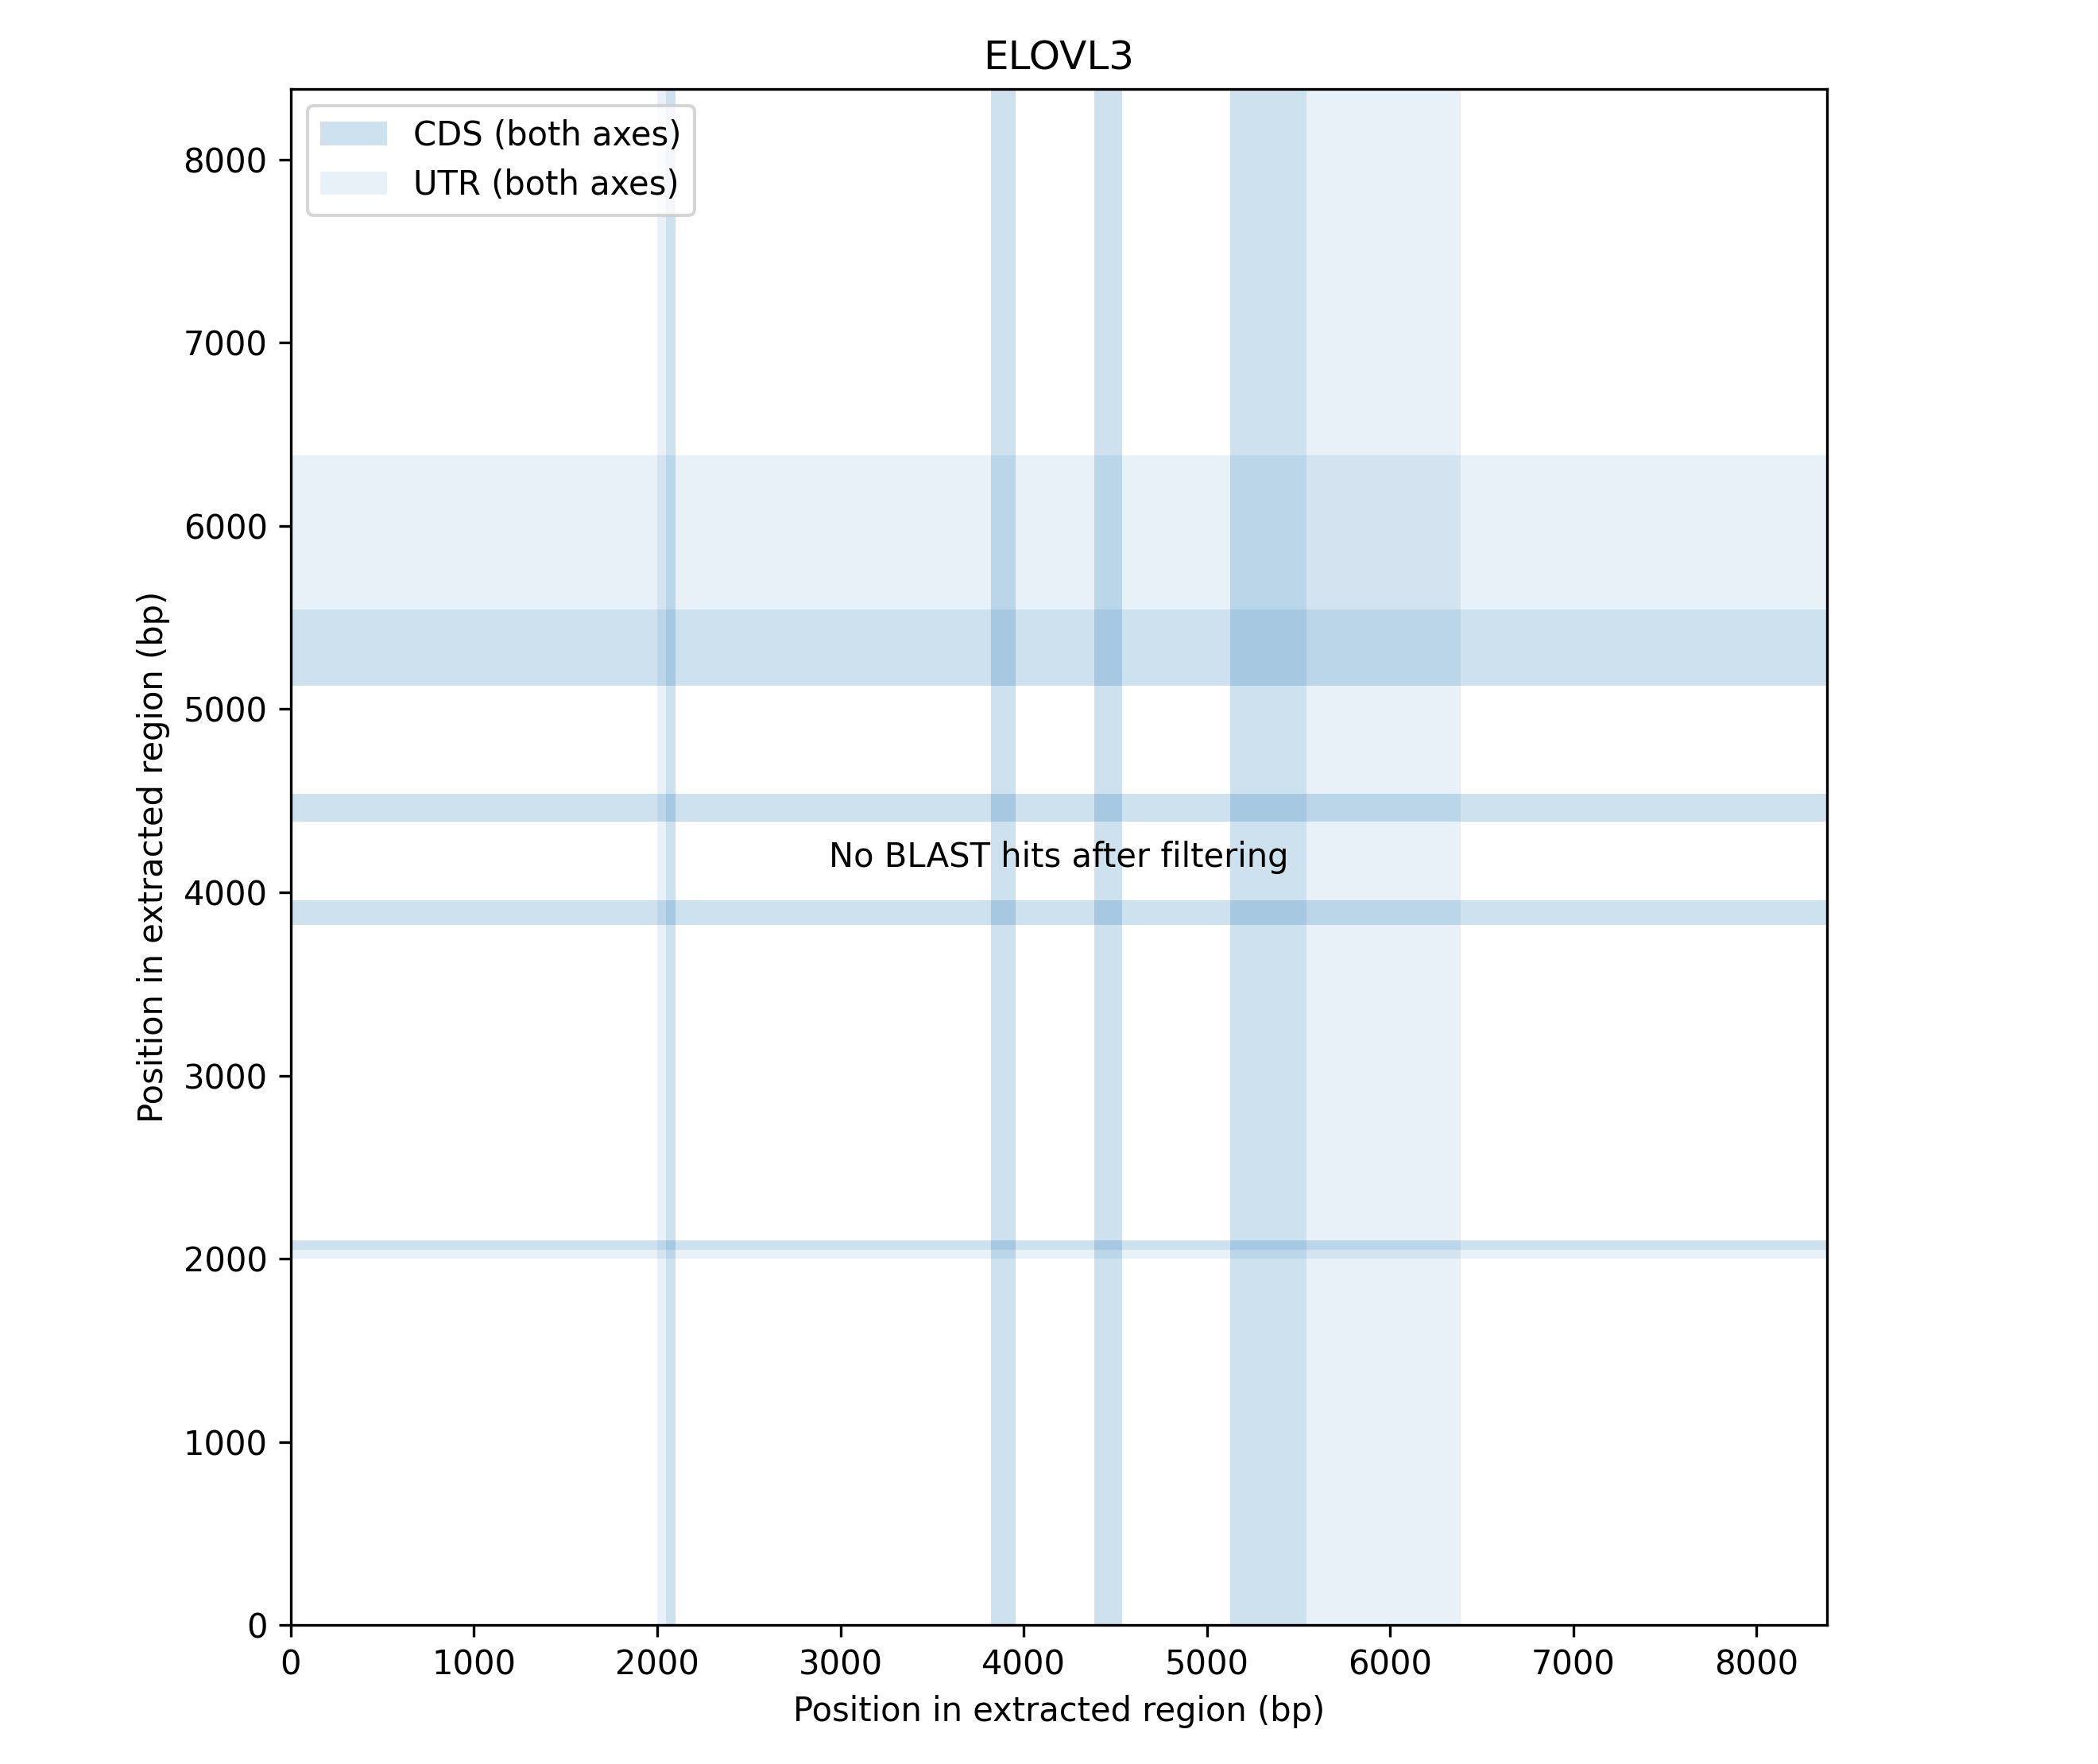 ELOVL3
CDS (both axes)
UTR (both axes)
8000
7000
6000
5000
4000
3000
2000
1000
0
Position in extracted region (bp)
No BLAST hits after filtering
0 1000 2000 3000 4000 5000 6000 7000 8000
Position in extracted region (bp)